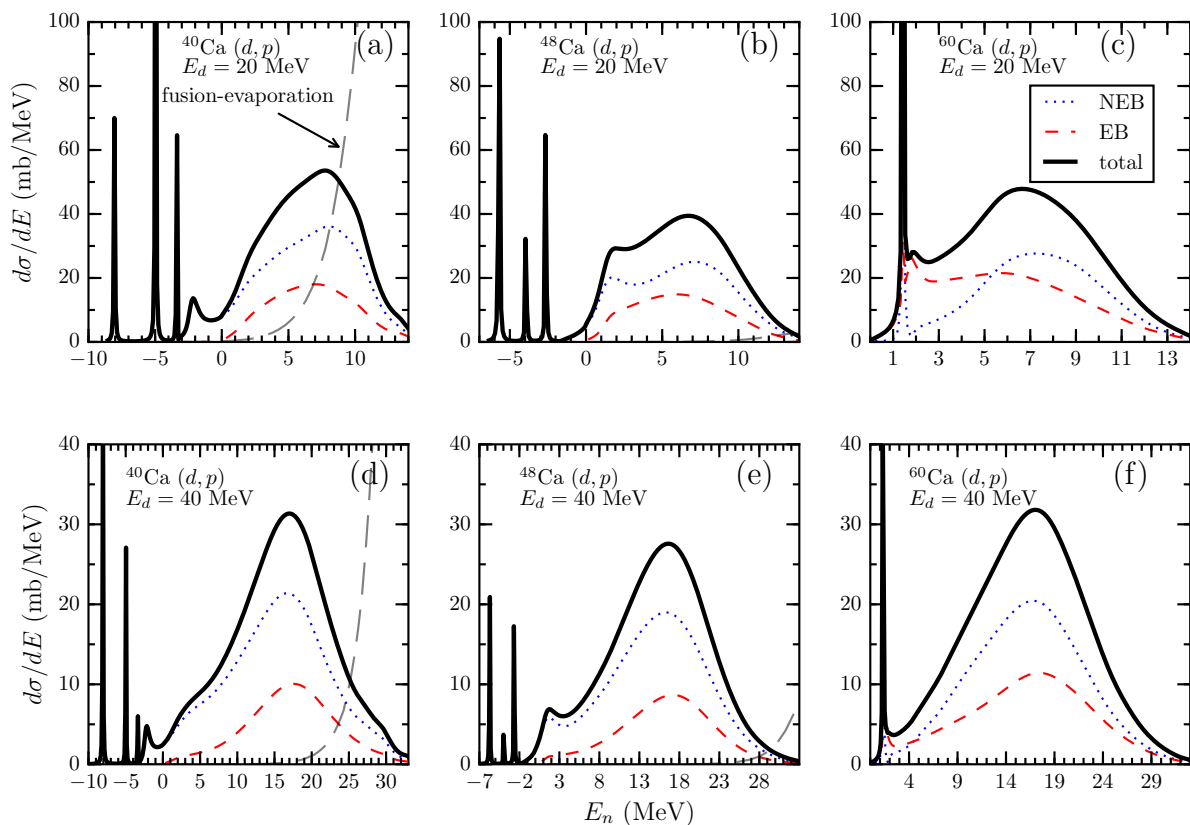 ⁴⁰Ca (d, p)
E_d = 20 MeV
fusion-evaporation
(a)
100
80
60
40
20
0
−10 −5 0 5 10
dσ/dE (mb/MeV)
⁴⁸Ca (d, p)
E_d = 20 MeV
(b)
100
80
60
40
20
0
−5 0 5 10
⁶⁰Ca (d, p)
E_d = 20 MeV
(c)
NEB
EB
total
100
80
60
40
20
0
1 3 5 7 9 11 13
⁴⁰Ca (d, p)
E_d = 40 MeV
(d)
40
30
20
10
0
−10 −5 0 5 10 15 20 25 30
dσ/dE (mb/MeV)
⁴⁸Ca (d, p)
E_d = 40 MeV
(e)
40
30
20
10
0
−7 −2 3 8 13 18 23 28
E_n (MeV)
⁶⁰Ca (d, p)
E_d = 40 MeV
(f)
40
30
20
10
0
4 9 14 19 24 29